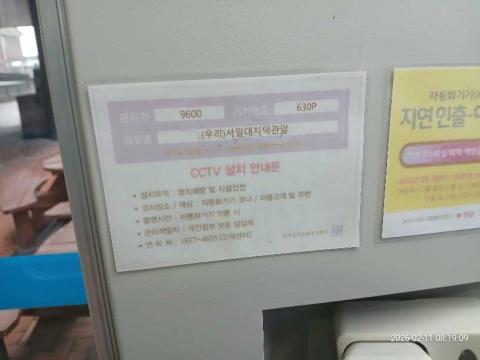 관리점 9600 기기번호 630P
점포명 (우리)서일대지덕관앞
CCTV 설치 안내문
• 설치목적 : 범죄예방 및 시설안전
• 설치장소 / 대상 : 자동화기기 코너 / 이용고객 및 주변
• 촬영시간 : 자동화기기 이용 시
• 관리책임자 : 개인정보 보호 담당자
• 연 락 처 : 1577-4655 (고객센터)
자동화기기(A
지연인출·이
112
2026-02-11 08:19:09